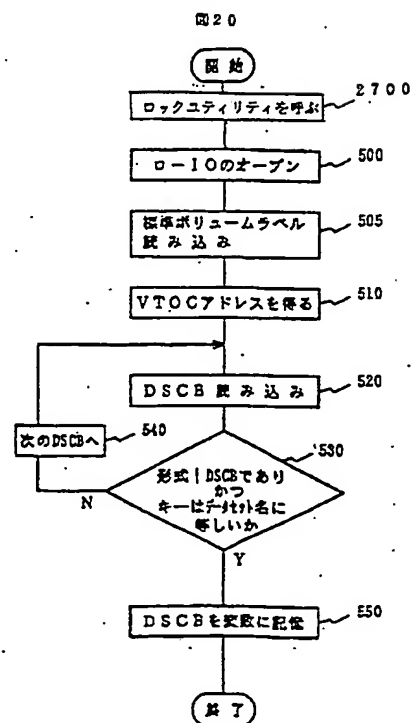 図20
開始
2700
ロックユティリティを呼ぶ
500
ローIOのオープン
505
標準ボリュームラベル
読み込み
510
VTOCアドレスを得る
520
DSCB 読み込み
540
次のDSCBへ
530
形式1DSCBであり
かつ
キーはデータセット名に
等しいか
N
Y
550
DSCBを変数に記憶
終了